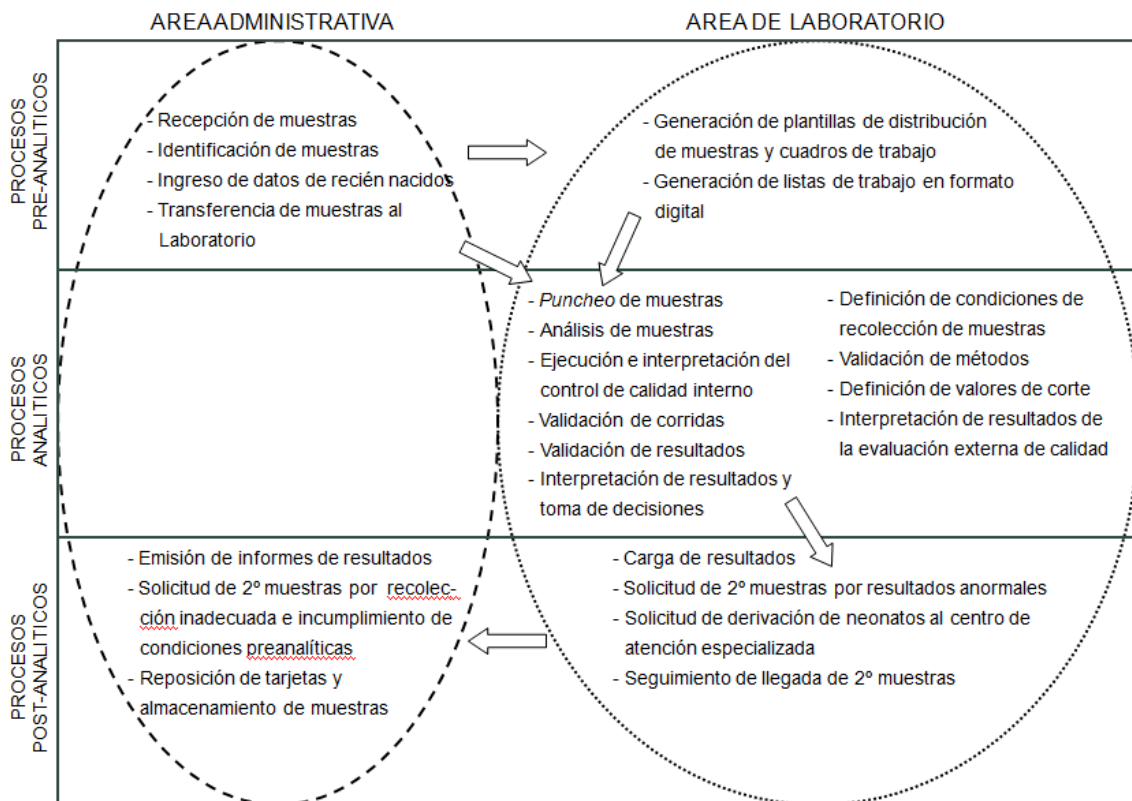 AREA ADMINISTRATIVA
AREA DE LABORATORIO
PROCESOS
PRE-ANALITICOS
- Recepción de muestras
- Identificación de muestras
- Ingreso de datos de recién nacidos
- Transferencia de muestras al
Laboratorio
- Generación de plantillas de distribución
de muestras y cuadros de trabajo
- Generación de listas de trabajo en formato
digital
PROCESOS
ANALITICOS
- Puncheo de muestras
- Análisis de muestras
- Ejecución e interpretación del
control de calidad interno
- Validación de corridas
- Validación de resultados
- Interpretación de resultados y
toma de decisiones
- Definición de condiciones de
recolección de muestras
- Validación de métodos
- Definición de valores de corte
- Interpretación de resultados de
la evaluación externa de calidad
PROCESOS
POST-ANALITICOS
- Emisión de informes de resultados
- Solicitud de 2º muestras por recolec-
ción inadecuada e incumplimiento de
condiciones preanalíticas
- Reposición de tarjetas y
almacenamiento de muestras
- Carga de resultados
- Solicitud de 2º muestras por resultados anormales
- Solicitud de derivación de neonatos al centro de
atención especializada
- Seguimiento de llegada de 2º muestras